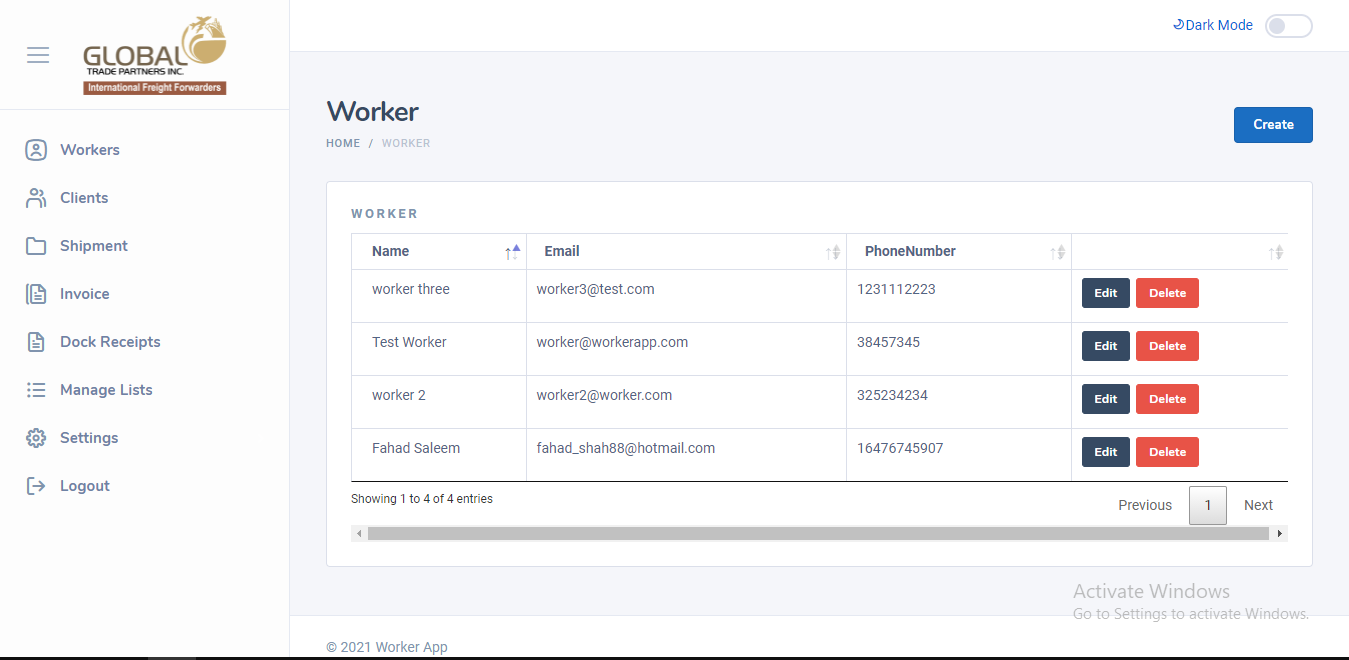 GLOBAL
TRADE PARTNERS INC.
International Freight Forwarders
Workers
Clients
Shipment
Invoice
Dock Receipts
Manage Lists
Settings
Logout
Dark Mode
Worker
HOME / WORKER
Create
WORKER
Name Email PhoneNumber
worker three worker3@test.com 1231112223 Edit Delete
Test Worker worker@workerapp.com 38457345 Edit Delete
worker 2 worker2@worker.com 325234234 Edit Delete
Fahad Saleem fahad_shah88@hotmail.com 16476745907 Edit Delete
Showing 1 to 4 of 4 entries
Previous 1 Next
Activate Windows
Go to Settings to activate Windows.
© 2021 Worker App